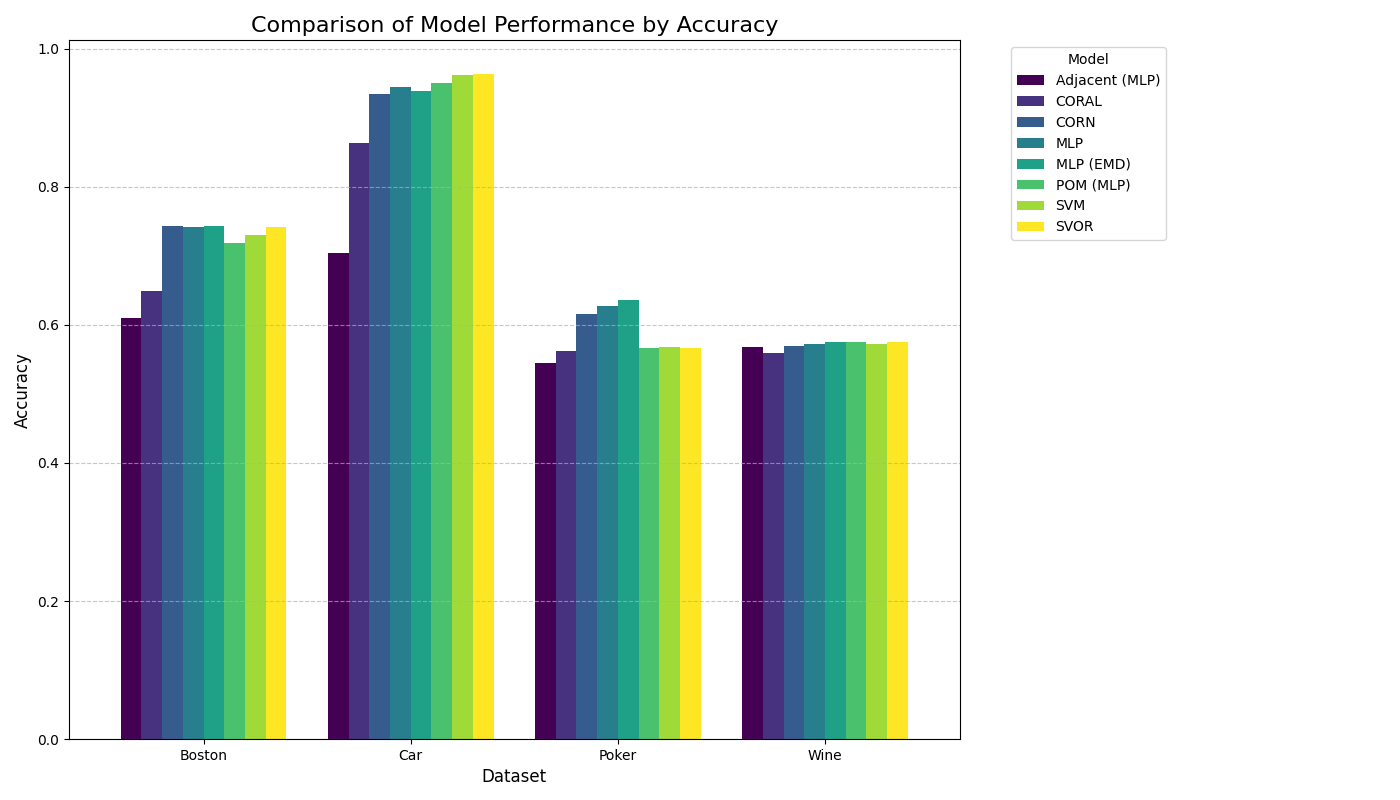 Comparison of Model Performance by Accuracy
Accuracy
1.0
0.8
0.6
0.4
0.2
0.0
Boston Car Poker Wine
Dataset
Model
Adjacent (MLP)
CORAL
CORN
MLP
MLP (EMD)
POM (MLP)
SVM
SVOR